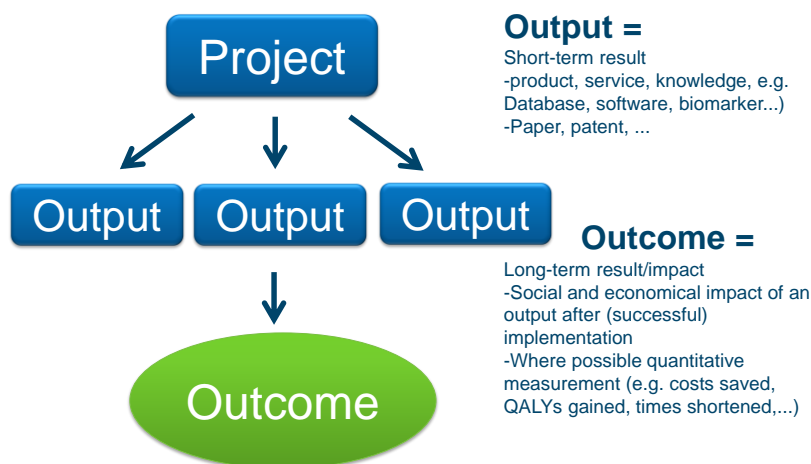 Project
Output
Output
Output
Outcome
Output =
Short-term result
-product, service, knowledge, e.g.
Database, software, biomarker...)
-Paper, patent, ...
Outcome =
Long-term result/impact
-Social and economical impact of an
output after (successful)
implementation
-Where possible quantitative
measurement (e.g. costs saved,
QALYs gained, times shortened,...)